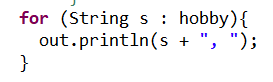 for (String s : hobby){
out.println(s + ", ");
}